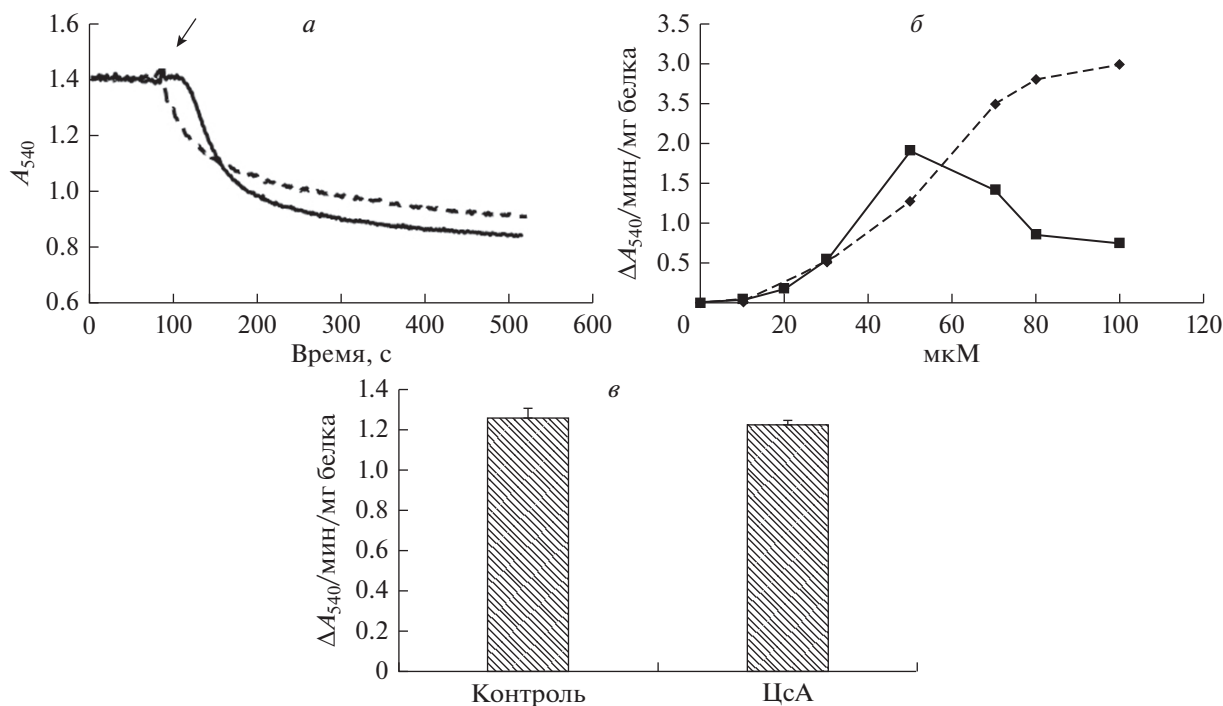 а
1.6
1.4
1.2
1.0
0.8
0.6
A540
0 100 200 300 400 500 600
Время, с
б
3.5
3.0
2.5
2.0
1.5
1.0
0.5
ΔA540/мин/мг белка
0 20 40 60 80 100 120
мкМ
в
1.4
1.2
1.0
0.8
0.6
0.4
0.2
0
ΔA540/мин/мг белка
Контроль ЦсА